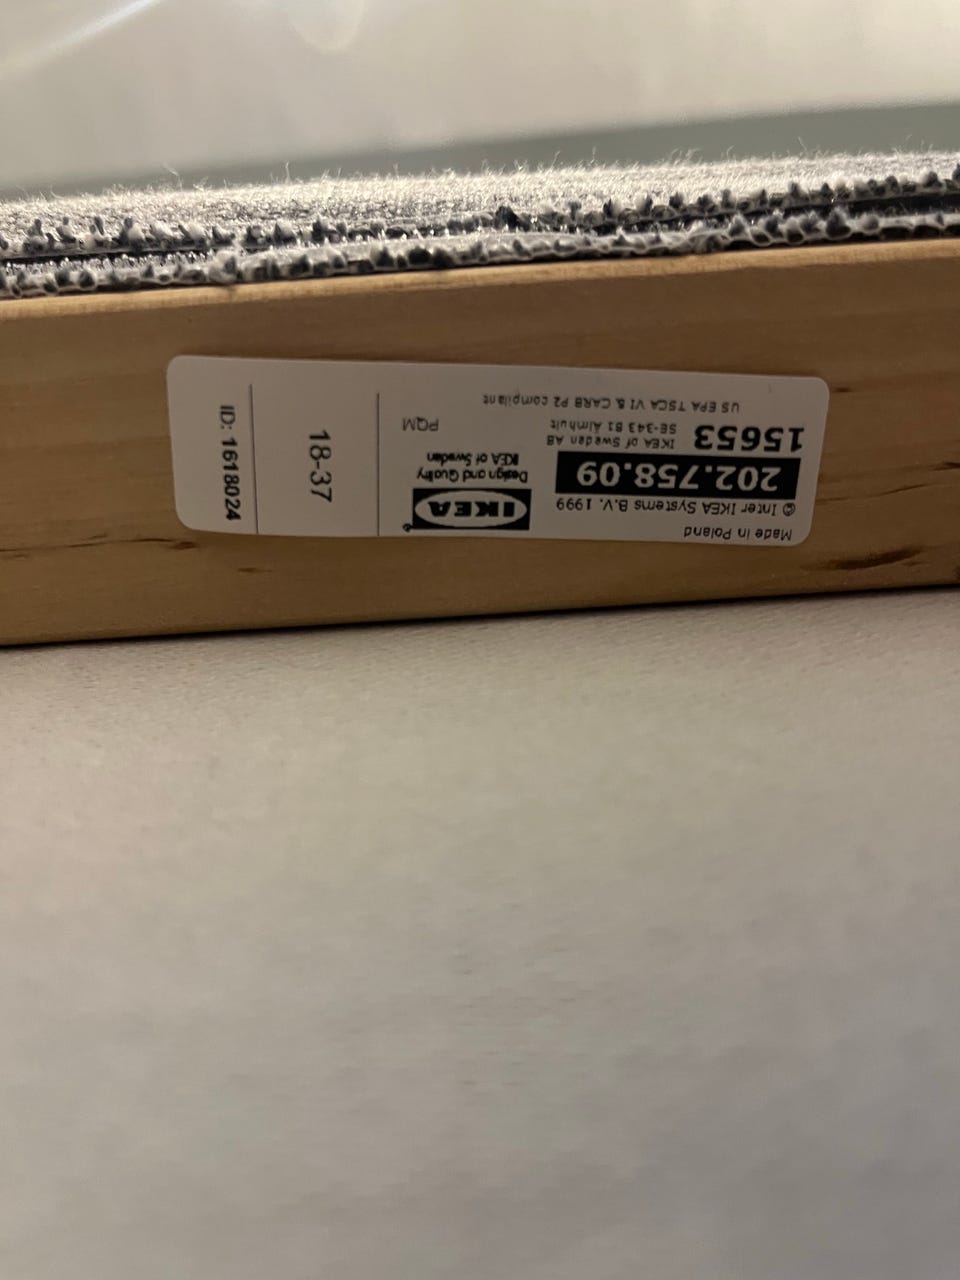 Made in Poland
© Inter IKEA Systems B.V. 1999
202.758.09
15653
IKEA of Sweden AB
SE-343 81 Älmhult
US EPA TSCA VI & CARB P2 compliant
IKEA®
Design and Quality
IKEA of Sweden
PQM
18-37
ID: 1618024